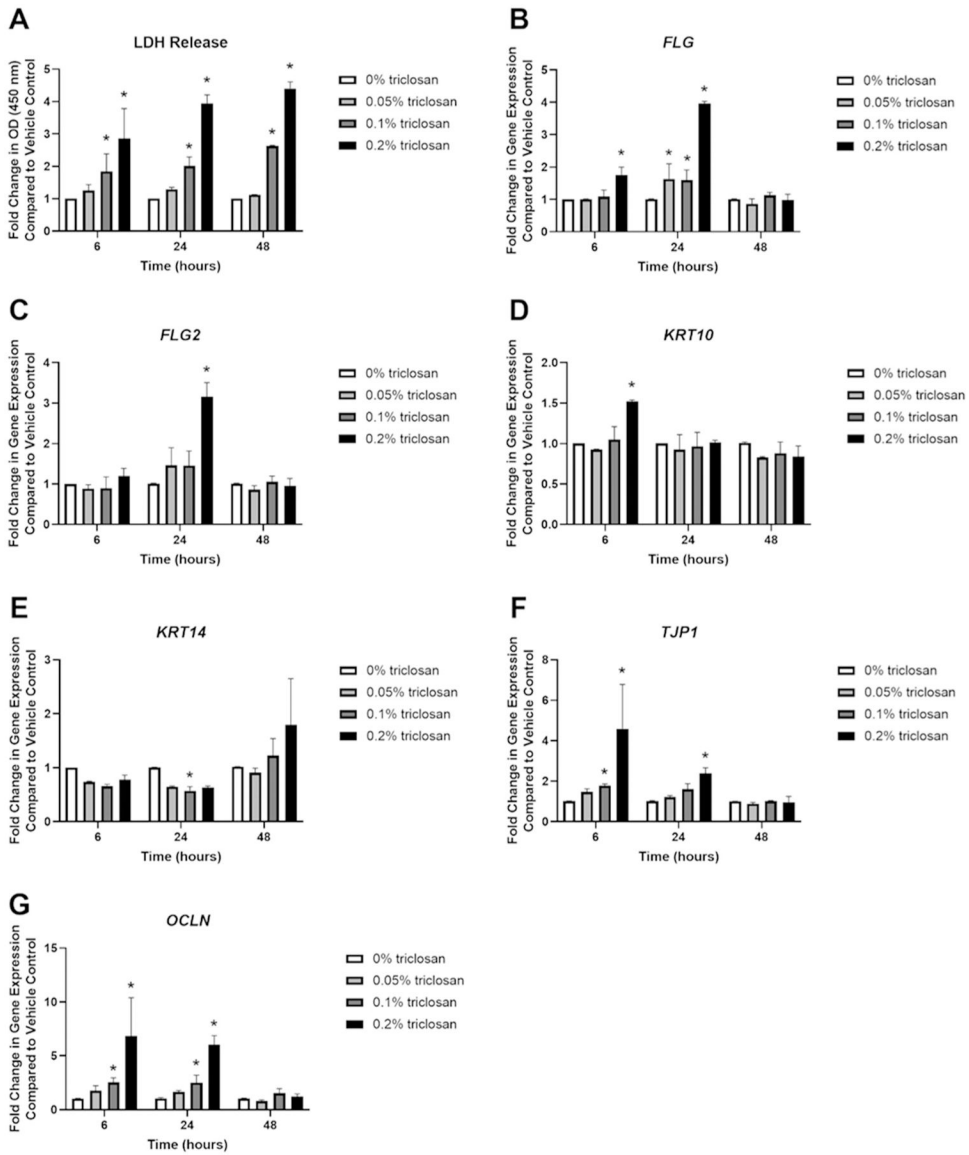 A
LDH Release
Fold Change in OD (450 nm)
Compared to Vehicle Control
5
4
3
2
1
0
* * * * * *
6 24 48
Time (hours)
0% triclosan
0.05% triclosan
0.1% triclosan
0.2% triclosan
B
FLG
Fold Change in Gene Expression
Compared to Vehicle Control
5
4
3
2
1
0
* * * *
6 24 48
Time (hours)
0% triclosan
0.05% triclosan
0.1% triclosan
0.2% triclosan
C
FLG2
Fold Change in Gene Expression
Compared to Vehicle Control
4
3
2
1
0
*
6 24 48
Time (hours)
0% triclosan
0.05% triclosan
0.1% triclosan
0.2% triclosan
D
KRT10
Fold Change in Gene Expression
Compared to Vehicle Control
2.0
1.5
1.0
0.5
0.0
*
6 24 48
Time (hours)
0% triclosan
0.05% triclosan
0.1% triclosan
0.2% triclosan
E
KRT14
Fold Change in Gene Expression
Compared to Vehicle Control
3
2
1
0
*
6 24 48
Time (hours)
0% triclosan
0.05% triclosan
0.1% triclosan
0.2% triclosan
F
TJP1
Fold Change in Gene Expression
Compared to Vehicle Control
8
6
4
2
0
* * *
6 24 48
Time (hours)
0% triclosan
0.05% triclosan
0.1% triclosan
0.2% triclosan
G
OCLN
Fold Change in Gene Expression
Compared to Vehicle Control
15
10
5
0
* * * *
6 24 48
Time (hours)
0% triclosan
0.05% triclosan
0.1% triclosan
0.2% triclosan